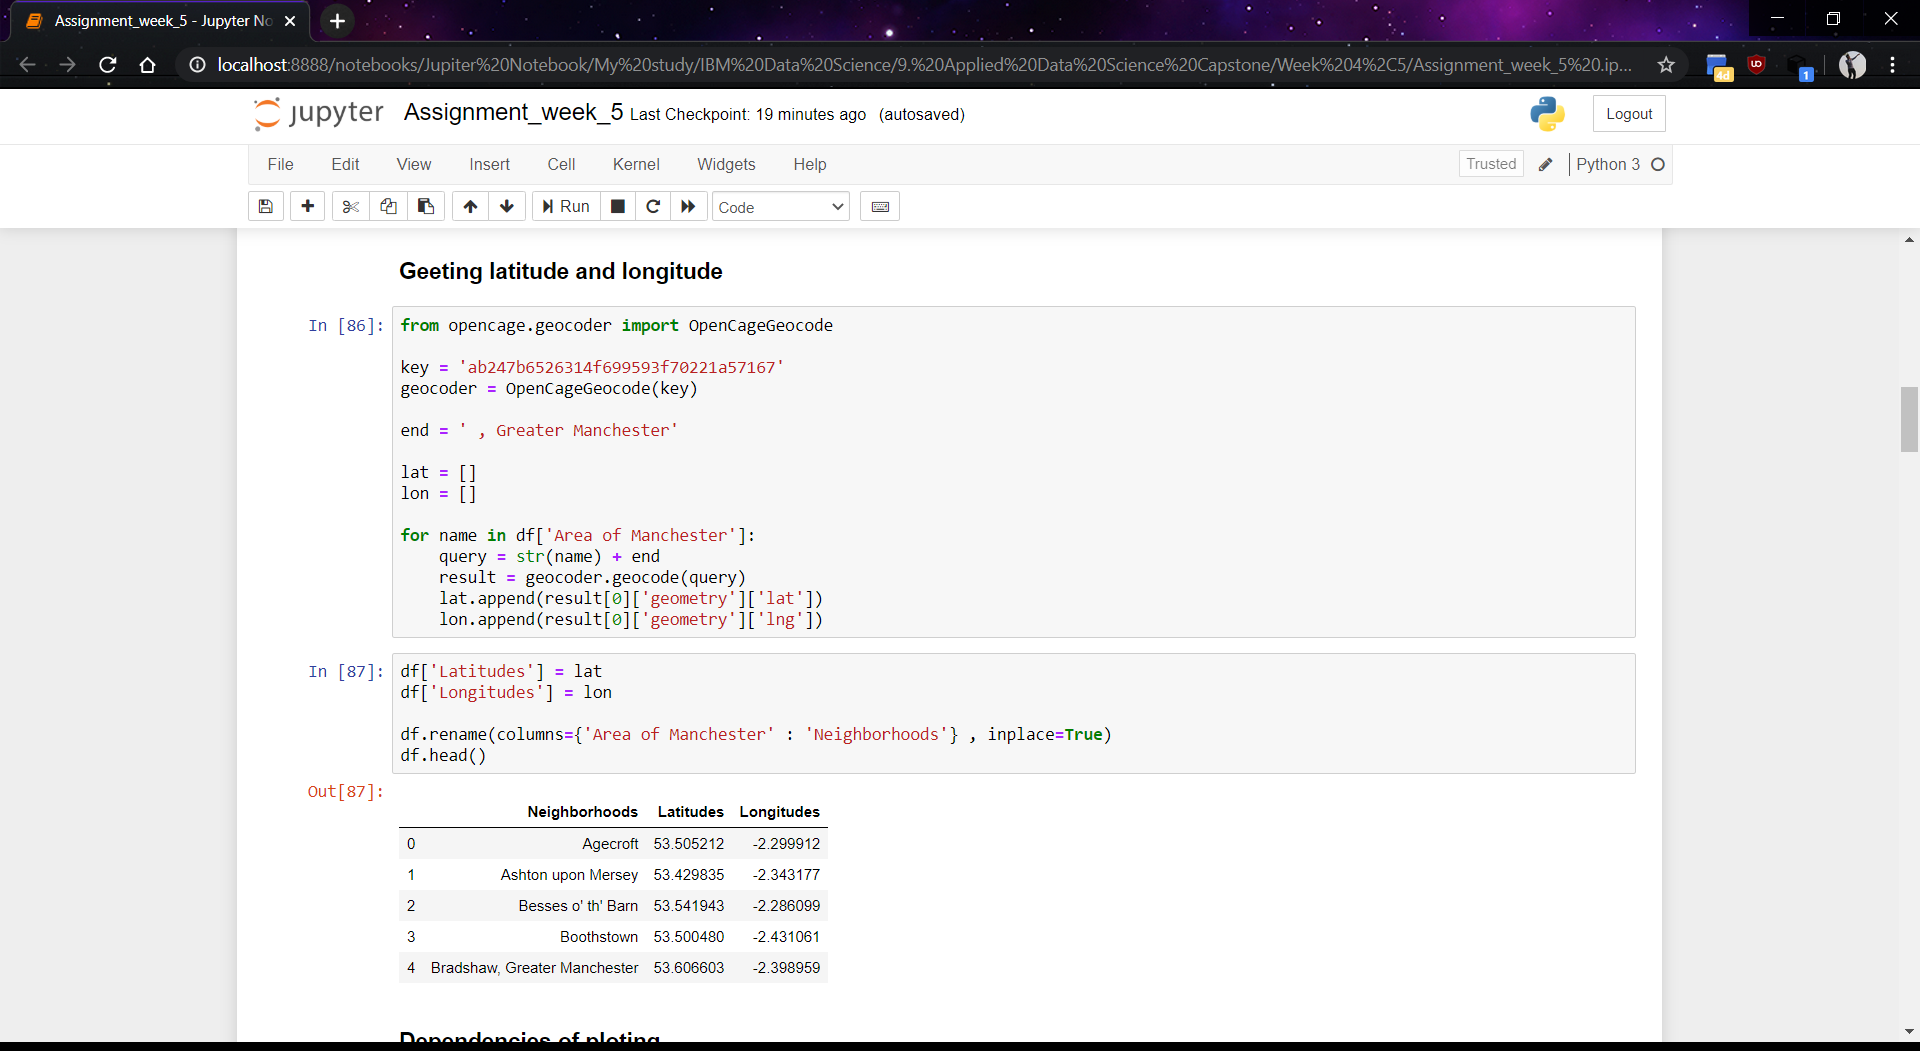 Assignment_week_5 - Jupyter No
localhost:8888/notebooks/Jupiter%20Notebook/My%20study/IBM%20Data%20Science/9.%20Applied%20Data%20Science%20Capstone/Week%204%2C5/Assignment_week_5%20.ip...
4d
UD
1
jupyter Assignment_week_5 Last Checkpoint: 19 minutes ago (autosaved)
Logout
File Edit View Insert Cell Kernel Widgets Help
Trusted Python 3
Run Code
Geeting latitude and longitude
In [86]: from opencage.geocoder import OpenCageGeocode
key = 'ab247b6526314f699593f70221a57167'
geocoder = OpenCageGeocode(key)
end = ' , Greater Manchester'
lat = []
lon = []
for name in df['Area of Manchester']:
    query = str(name) + end
    result = geocoder.geocode(query)
    lat.append(result[0]['geometry']['lat'])
    lon.append(result[0]['geometry']['lng'])
In [87]: df['Latitudes'] = lat
df['Longitudes'] = lon
df.rename(columns={'Area of Manchester' : 'Neighborhoods'} , inplace=True)
df.head()
Out[87]:
Neighborhoods Latitudes Longitudes
0 Agecroft 53.505212 -2.299912
1 Ashton upon Mersey 53.429835 -2.343177
2 Besses o' th' Barn 53.541943 -2.286099
3 Boothstown 53.500480 -2.431061
4 Bradshaw, Greater Manchester 53.606603 -2.398959
Dependencies of ploting